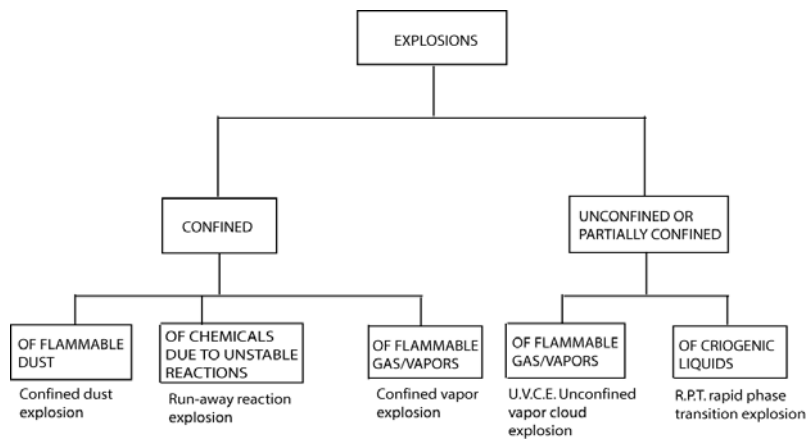 EXPLOSIONS
CONFINED
UNCONFINED OR
PARTIALLY CONFINED
OF FLAMMABLE
DUST
Confined dust
explosion
OF CHEMICALS
DUE TO UNSTABLE
REACTIONS
Run-away reaction
explosion
OF FLAMMABLE
GAS/VAPORS
Confined vapor
explosion
OF FLAMMABLE
GAS/VAPORS
U.V.C.E. Unconfined
vapor cloud
explosion
OF CRIOGENIC
LIQUIDS
R.P.T. rapid phase
transition explosion